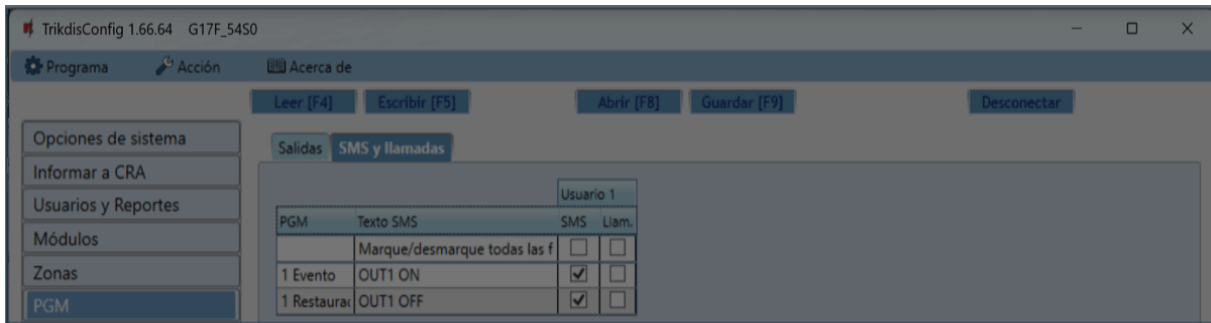 TrikdisConfig 1.66.64 G17F_54S0
Programa Acción Acerca de
Leer [F4] Escribir [F5] Abrir [F8] Guardar [F9] Desconectar
Opciones de sistema
Informar a CRA
Usuarios y Reportes
Módulos
Zonas
PGM
Salidas SMS y llamadas
Usuario 1
PGM Texto SMS SMS Llam.
Marque/desmarque todas las f
1 Evento OUT1 ON
1 Restaurac OUT1 OFF